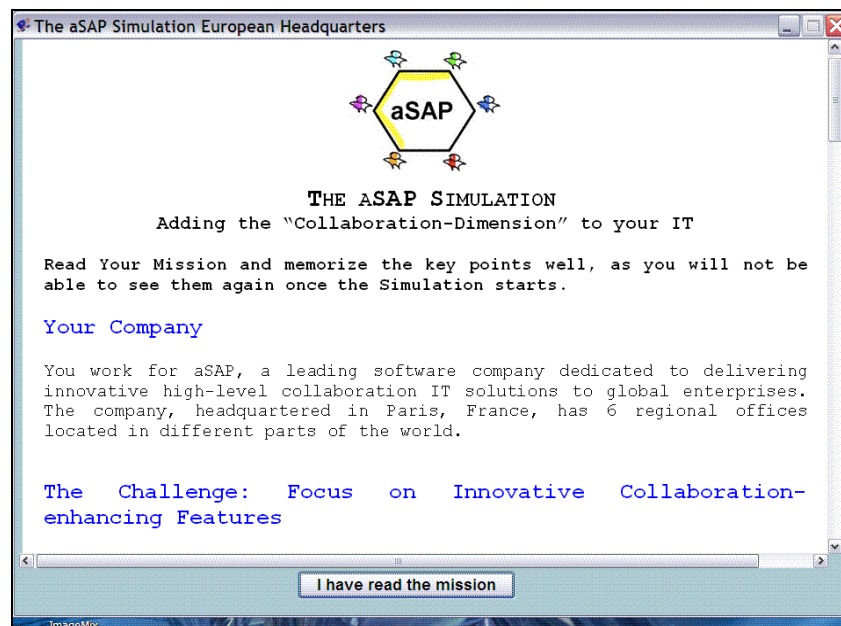 The aSAP Simulation European Headquarters
aSAP
THE ASAP SIMULATION
Adding the “Collaboration-Dimension” to your IT
Read Your Mission and memorize the key points well, as you will not be
able to see them again once the Simulation starts.
Your Company
You work for aSAP, a leading software company dedicated to delivering
innovative high-level collaboration IT solutions to global enterprises.
The company, headquartered in Paris, France, has 6 regional offices
located in different parts of the world.
The Challenge: Focus on Innovative Collaboration-
enhancing Features
I have read the mission
ImageMix